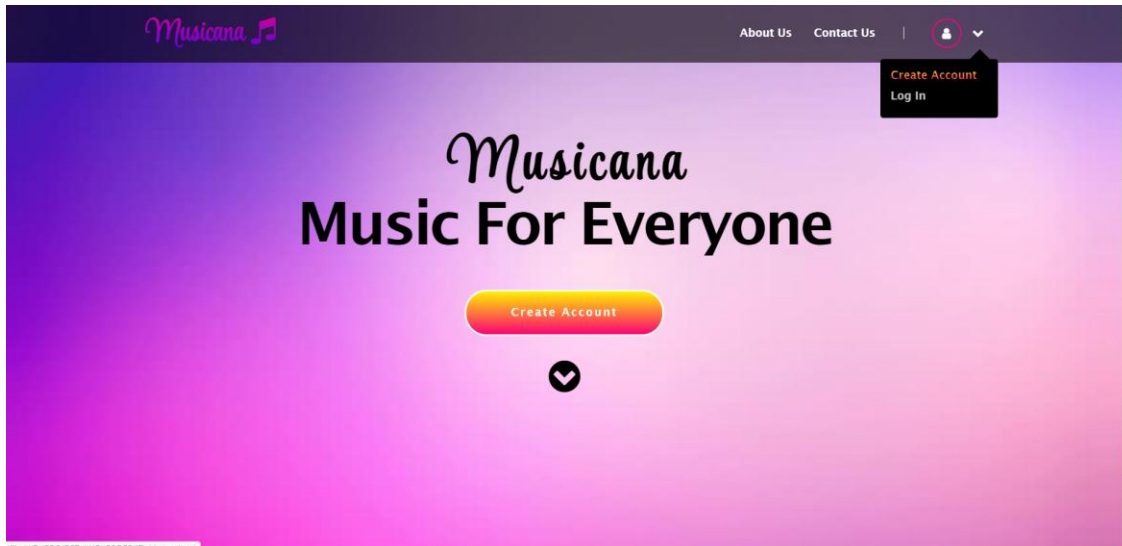 Musicana
About Us Contact Us |
Create Account
Log In
Musicana
Music For Everyone
Create Account